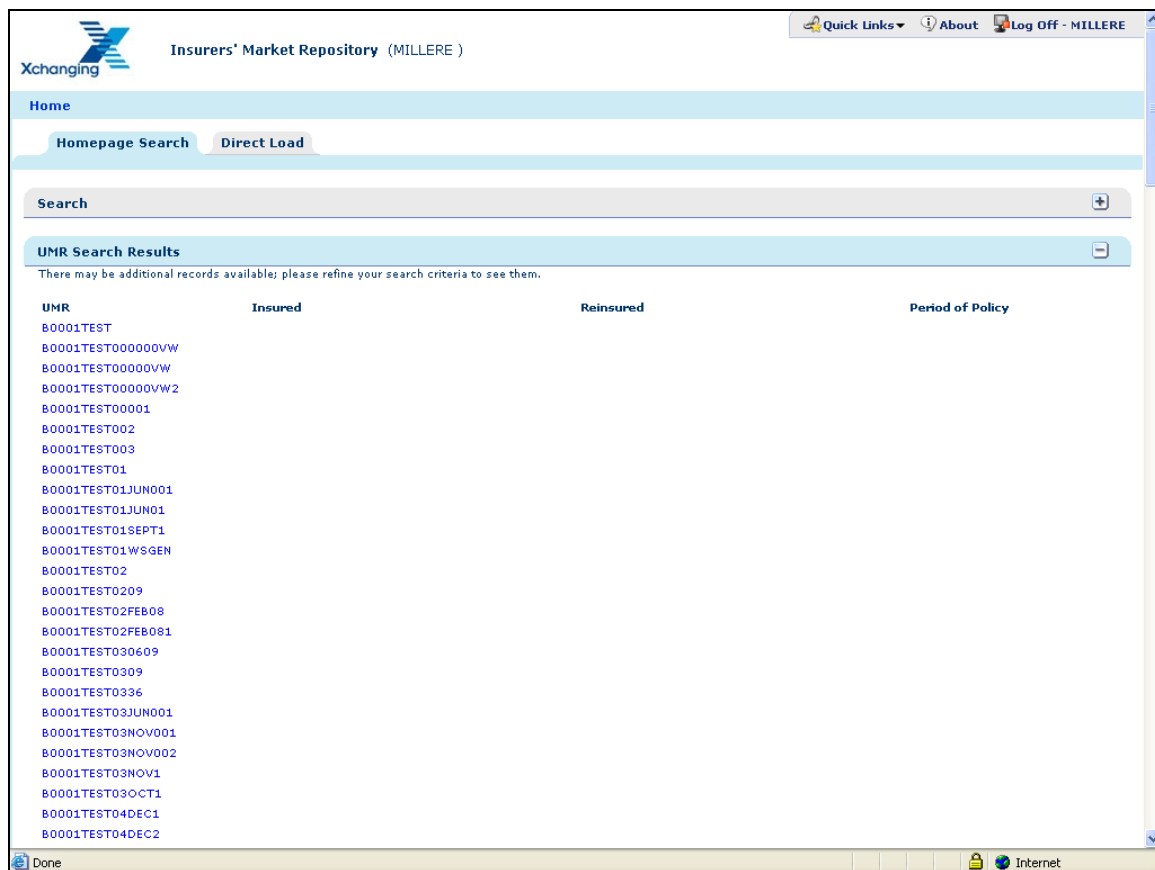 Quick Links About Log Off - MILLERE
Xchanging
Insurers' Market Repository (MILLERE )
Home
Homepage Search Direct Load
Search
UMR Search Results
There may be additional records available; please refine your search criteria to see them.
UMR Insured Reinsured Period of Policy
B0001TEST
B0001TEST000000VW
B0001TEST00000VW
B0001TEST00000VW2
B0001TEST00001
B0001TEST002
B0001TEST003
B0001TEST01
B0001TEST01JUN001
B0001TEST01JUN01
B0001TEST01SEPT1
B0001TEST01WSGEN
B0001TEST02
B0001TEST0209
B0001TEST02FEB08
B0001TEST02FEB081
B0001TEST030609
B0001TEST0309
B0001TEST0336
B0001TEST03JUN001
B0001TEST03NOV001
B0001TEST03NOV002
B0001TEST03NOV1
B0001TEST03OCT1
B0001TEST04DEC1
B0001TEST04DEC2
Done Internet